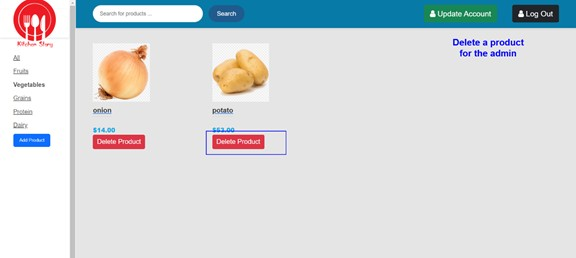 Search for products ...
Search
Update Account
Log Out
Kitchen Story
All
Fruits
Vegetables
Grains
Protein
Dairy
Add Product
onion
$14.00
Delete Product
potato
$53.00
Delete Product
Delete a product
for the admin